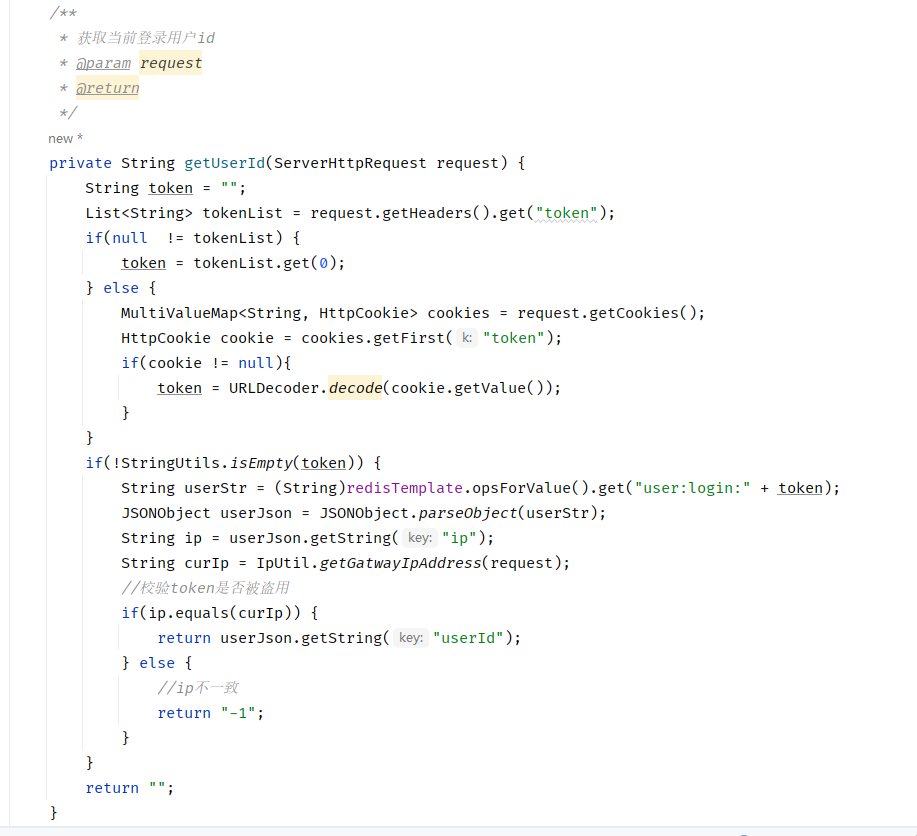 /**
 * 获取当前登录用户id
 * @param request
 * @return
 */
new *
private String getUserId(ServerHttpRequest request) {
    String token = "";
    List<String> tokenList = request.getHeaders().get("token");
    if(null  != tokenList) {
        token = tokenList.get(0);
    } else {
        MultiValueMap<String, HttpCookie> cookies = request.getCookies();
        HttpCookie cookie = cookies.getFirst( k: "token");
        if(cookie != null){
            token = URLDecoder.decode(cookie.getValue());
        }
    }
    if(!StringUtils.isEmpty(token)) {
        String userStr = (String)redisTemplate.opsForValue().get("user:login:" + token);
        JSONObject userJson = JSONObject.parseObject(userStr);
        String ip = userJson.getString( key: "ip");
        String curIp = IpUtil.getGatwayIpAddress(request);
        //校验token是否被盗用
        if(ip.equals(curIp)) {
            return userJson.getString( key: "userId");
        } else {
            //ip不一致
            return "-1";
        }
    }
    return "";
}